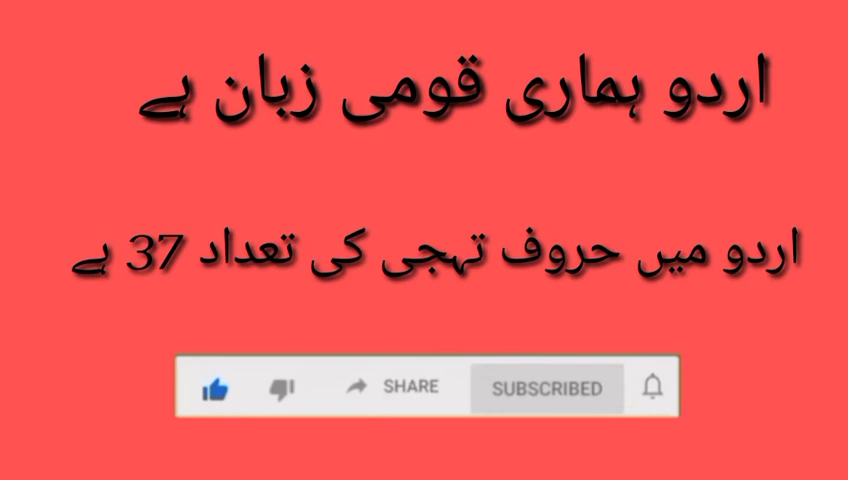 اردو ہماری قومی زبان ہے
اردو میں حروف تہجی کی تعداد 37 ہے
SHARE SUBSCRIBED